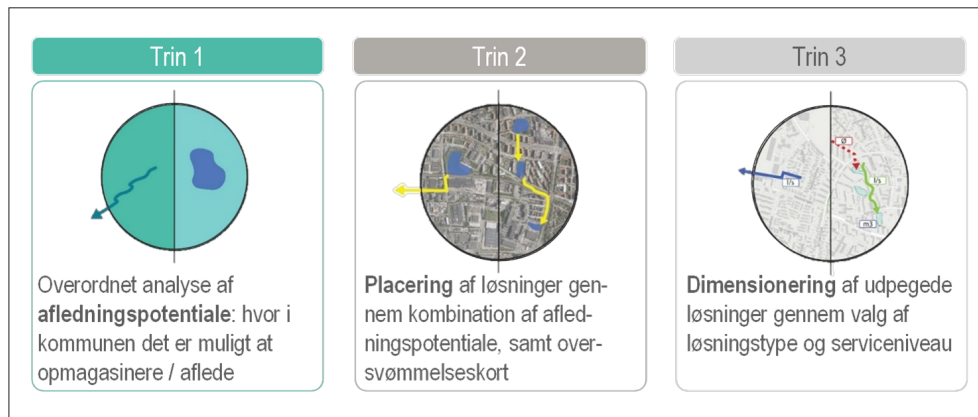 Trin 1
Overordnet analyse af
afledningspotentiale: hvor i
kommunen det er muligt at
opmagasinere / aflede
Trin 2
Placering af løsninger gen-
nem kombination af afled-
ningspotentiale, samt over-
svømmelseskort
Trin 3
Ø
l/s
l/s
m3
Dimensionering af udpegede
løsninger gennem valg af
løsningstype og serviceniveau